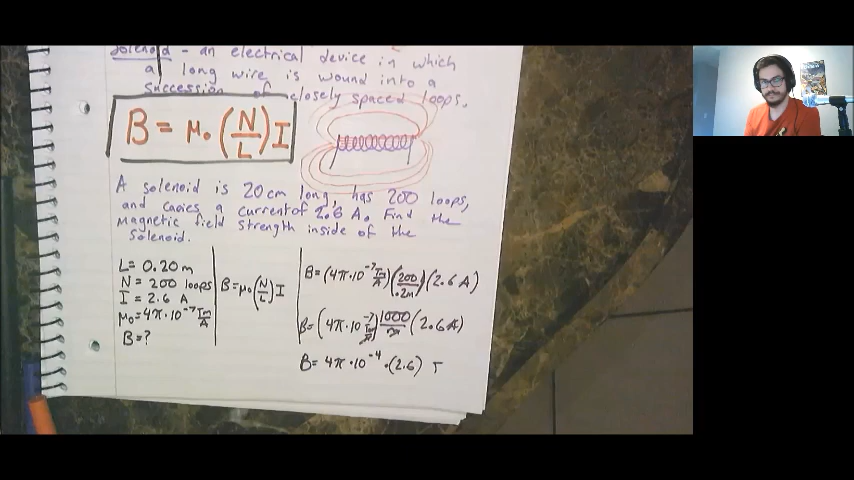 Solenoid - an electrical device in which
a long wire is wound into a
succession of closely spaced loops.
B = μ₀ (N/L) I
A solenoid is 20cm long, has 200 loops,
and carries a current of 2.6 A. Find the
magnetic field strength inside of the
solenoid.
L = 0.20 m
N = 200 loops
I = 2.6 A
μ₀ = 4π·10⁻⁷ Tm/A
B = ?
B = μ₀ (N/L) I
B = (4π·10⁻⁷ Tm/A)(200/.2m)(2.6 A)
B = (4π·10⁻⁷ Tm/A) 1000/m (2.6A)
B = 4π·10⁻⁴·(2.6) T